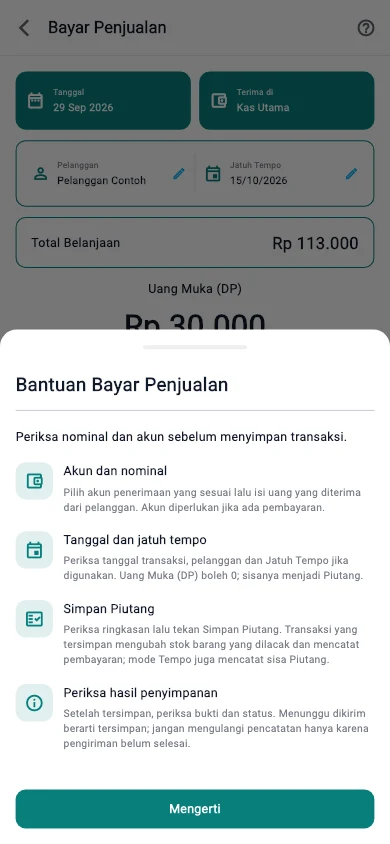 Bayar Penjualan
Tanggal
29 Sep 2026
Terima di
Kas Utama
Pelanggan
Pelanggan Contoh
Jatuh Tempo
15/10/2026
Total Belanjaan
Rp 113.000
Uang Muka (DP)
Rp 30.000
Bantuan Bayar Penjualan
Periksa nominal dan akun sebelum menyimpan transaksi.
Akun dan nominal
Pilih akun penerimaan yang sesuai lalu isi uang yang diterima
dari pelanggan. Akun diperlukan jika ada pembayaran.
Tanggal dan jatuh tempo
Periksa tanggal transaksi, pelanggan dan Jatuh Tempo jika
digunakan. Uang Muka (DP) boleh 0; sisanya menjadi Piutang.
Simpan Piutang
Periksa ringkasan lalu tekan Simpan Piutang. Transaksi yang
tersimpan mengubah stok barang yang dilacak dan mencatat
pembayaran; mode Tempo juga mencatat sisa Piutang.
Periksa hasil penyimpanan
Setelah tersimpan, periksa bukti dan status. Menunggu dikirim
berarti tersimpan; jangan mengulangi pencatatan hanya karena
pengiriman belum selesai.
Mengerti